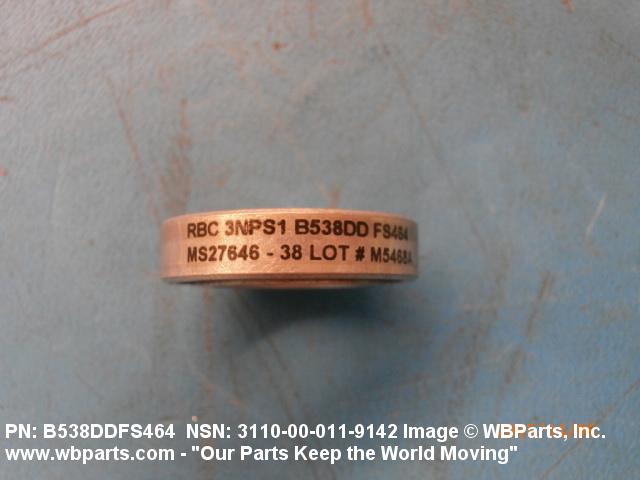 RBC 3NPS1 B538DD FS464
MS27646 - 38 LOT # M5468A
PN: B538DDFS464 NSN: 3110-00-011-9142 Image © WBParts, Inc.
www.wbparts.com - "Our Parts Keep the World Moving"